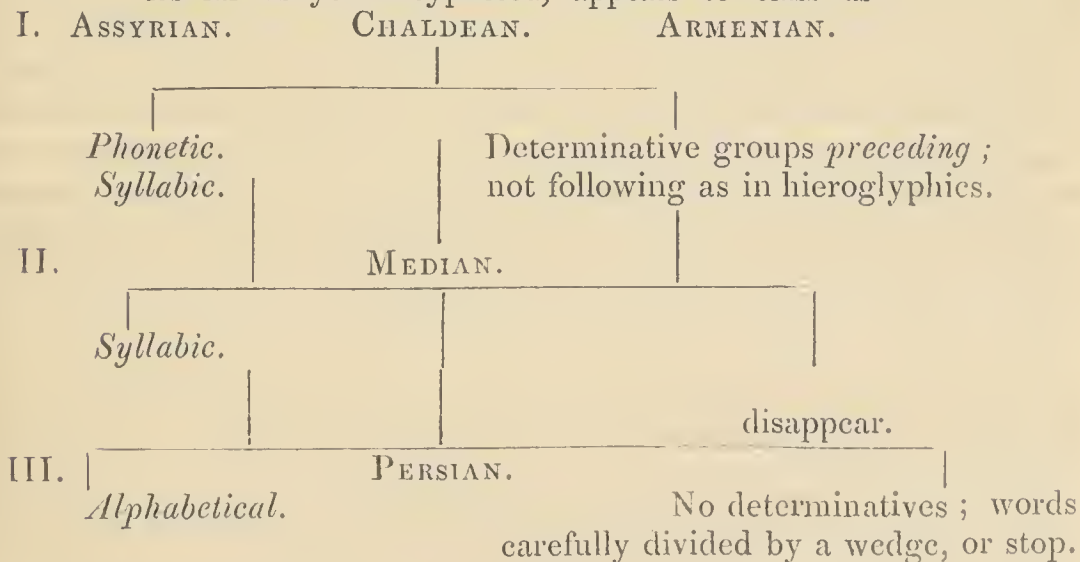 I. ASSYRIAN. CHALDEAN. ARMENIAN.
Phonetic. Determinative groups preceding ;
Syllabic. not following as in hieroglyphics.
II. MEDIAN.
Syllabic.
disappear.
III. PERSIAN.
Alphabetical. No determinatives ; words
carefully divided by a wedge, or stop.